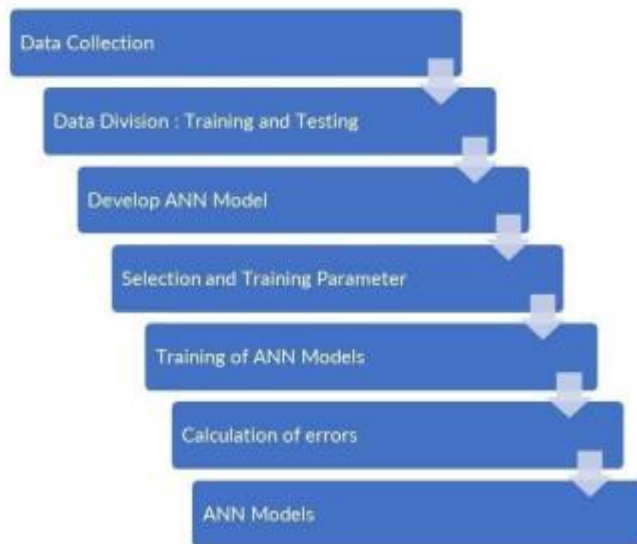 Data Collection
Data Division : Training and Testing
Develop ANN Model
Selection and Training Parameter
Training of ANN Models
Calculation of errors
ANN Models